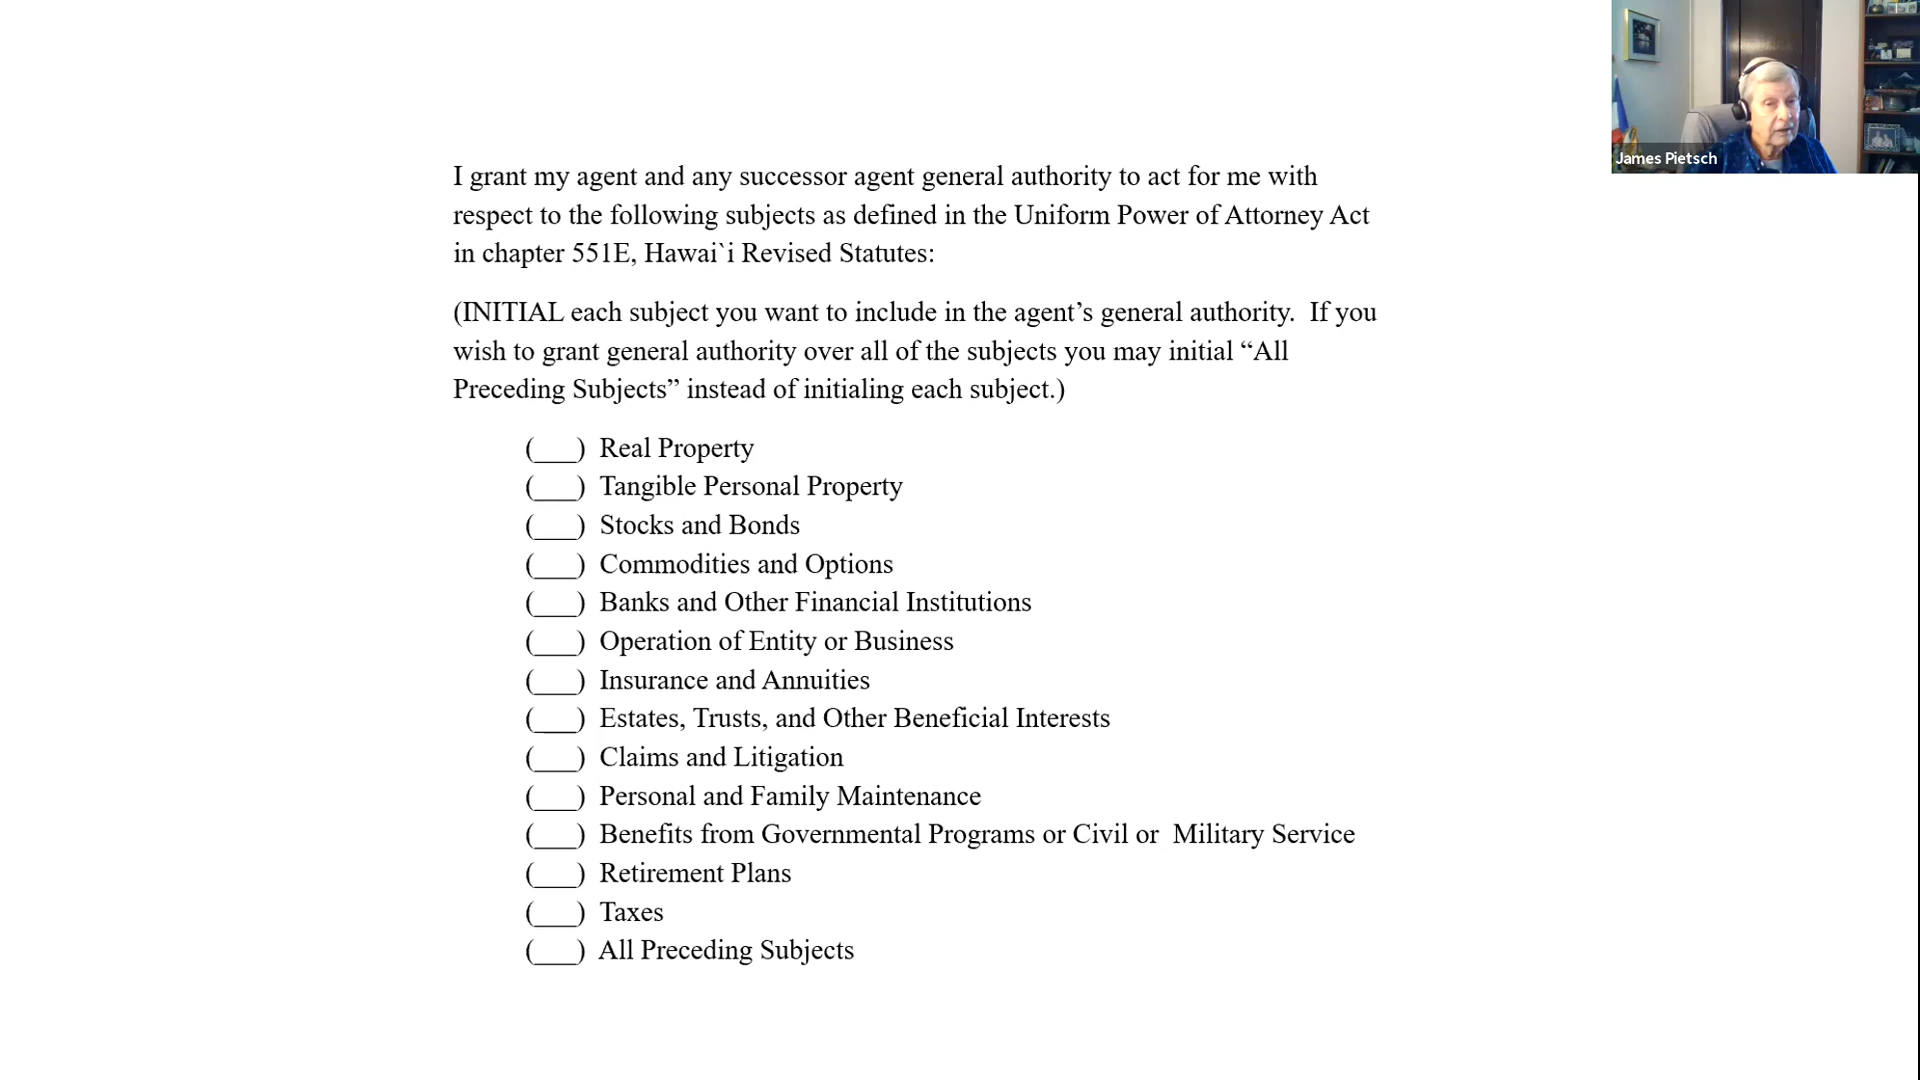 I grant my agent and any successor agent general authority to act for me with
respect to the following subjects as defined in the Uniform Power of Attorney Act
in chapter 551E, Hawai`i Revised Statutes:
(INITIAL each subject you want to include in the agent’s general authority.  If you
wish to grant general authority over all of the subjects you may initial “All
Preceding Subjects” instead of initialing each subject.)
(___) Real Property
(___) Tangible Personal Property
(___) Stocks and Bonds
(___) Commodities and Options
(___) Banks and Other Financial Institutions
(___) Operation of Entity or Business
(___) Insurance and Annuities
(___) Estates, Trusts, and Other Beneficial Interests
(___) Claims and Litigation
(___) Personal and Family Maintenance
(___) Benefits from Governmental Programs or Civil or  Military Service
(___) Retirement Plans
(___) Taxes
(___) All Preceding Subjects
James Pietsch